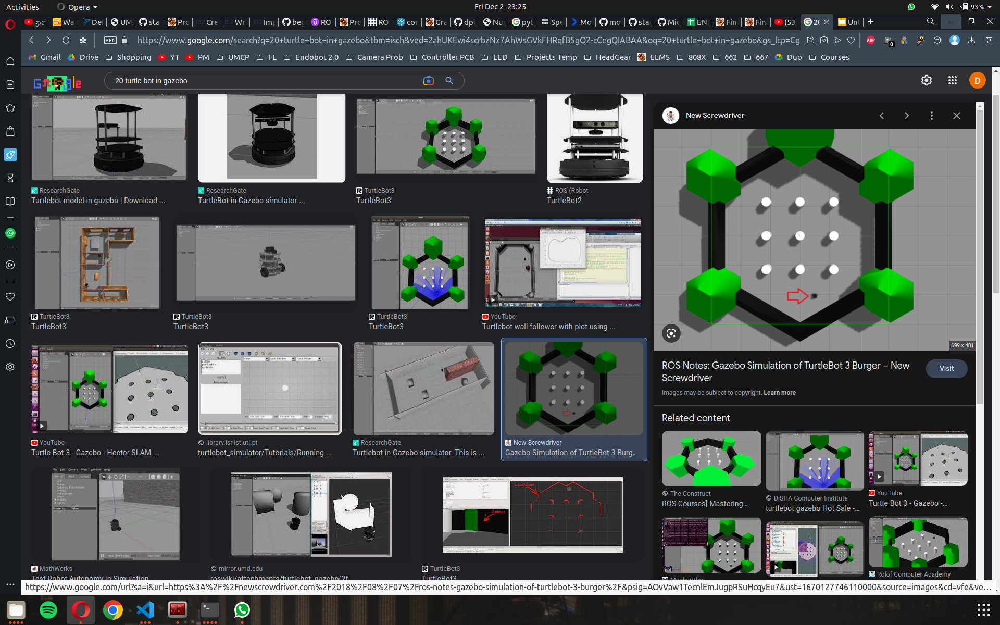 Activities
Opera
Fri Dec 2 23:25
93 %
Wa
UM
sta
Pro
Cre
Wri
Imp
beg
RO
Pro
RO
cor
Gra
dpi
Nur
pyt
Spe
Mo
mo
sta
Mic
EN
Fin
Fin
(53
20
Unt
VPN
https://www.google.com/search?q=20+turtle+bot+in+gazebo&tbm=isch&ved=2ahUKEwi4scrbzNz7AhWsGVkFHRqfB5gQ2-cCegQIABAA&oq=20+turtle+bot+in+gazebo&gs_lcp=Cg
ABP
0
Gmail
Drive
Shopping
YT
PM
UMCP
FL
Endobot 2.0
Camera Prob
Controller PCB
LED
Projects Temp
HeadGear
ELMS
808X
662
667
Duo
Courses
20 turtle bot in gazebo
D
ResearchGate
Turtlebot model in gazebo | Download ...
ResearchGate
TurtleBot in Gazebo simulator ...
TurtleBot3
TurtleBot3
ROS (Robot
TurtleBot2
TurtleBot3
TurtleBot3
TurtleBot3
TurtleBot3
TurtleBot3
TurtleBot3
YouTube
Turtlebot wall follower with plot using ...
YouTube
Turtle Bot 3 - Gazebo - Hector SLAM ...
library.isr.ist.utl.pt
turtlebot_simulator/Tutorials/Running ...
ResearchGate
Turtlebot in Gazebo simulator. This is ...
New Screwdriver
Gazebo Simulation of TurtleBot 3 Burg...
MathWorks
Test Robot Autonomy in Simulation
mirror.umd.edu
roswiki/attachments/turtlebot_gazebo(2f
LaserScan
Camera
TurtleBot3
TurtleBot3
New Screwdriver
699 × 481
ROS Notes: Gazebo Simulation of TurtleBot 3 Burger – New
Screwdriver
Visit
Images may be subject to copyright. Learn more
Related content
The Construct
ROS Courses] Mastering...
DiSHA Computer Institute
turtlebot gazebo Hot Sale -...
YouTube
Turtle Bot 3 - Gazebo -...
Mecharithm
Rolof Computer Academy
https://www.google.com/url?sa=i&url=https%3A%2F%2Fnewscrewdriver.com%2F2018%2F08%2F07%2Fros-notes-gazebo-simulation-of-turtlebot-3-burger%2F&psig=AOvVaw1TecnlEmJugpRSuHcqyEu7&ust=1670127746110000&source=images&cd=vfe&ve...